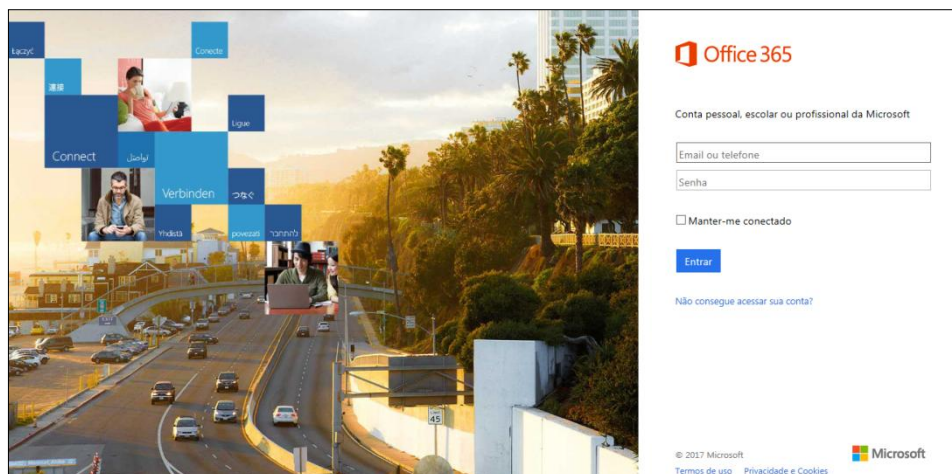 Łączyć
Conecte
連接
Ligue
Connect
تواصل
Verbinden
つなぐ
Yhdistä
povezati
להתחבר
EXIT
45
Office 365
Conta pessoal, escolar ou profissional da Microsoft
Email ou telefone
Senha
Manter-me conectado
Entrar
Não consegue acessar sua conta?
© 2017 Microsoft
Microsoft
Termos de uso Privacidade e Cookies